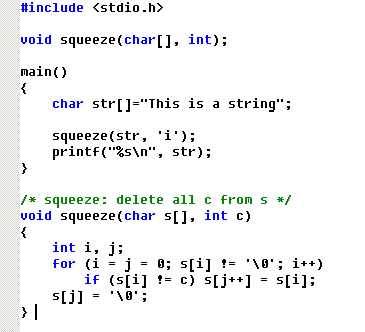 #include <stdio.h>
void squeeze(char[], int);
main()
{
    char str[]="This is a string";
    squeeze(str, 'i');
    printf("%s\n", str);
}
/* squeeze: delete all c from s */
void squeeze(char s[], int c)
{
    int i, j;
    for (i = j = 0; s[i] != '\0'; i++)
        if (s[i] != c) s[j++] = s[i];
    s[j] = '\0';
}